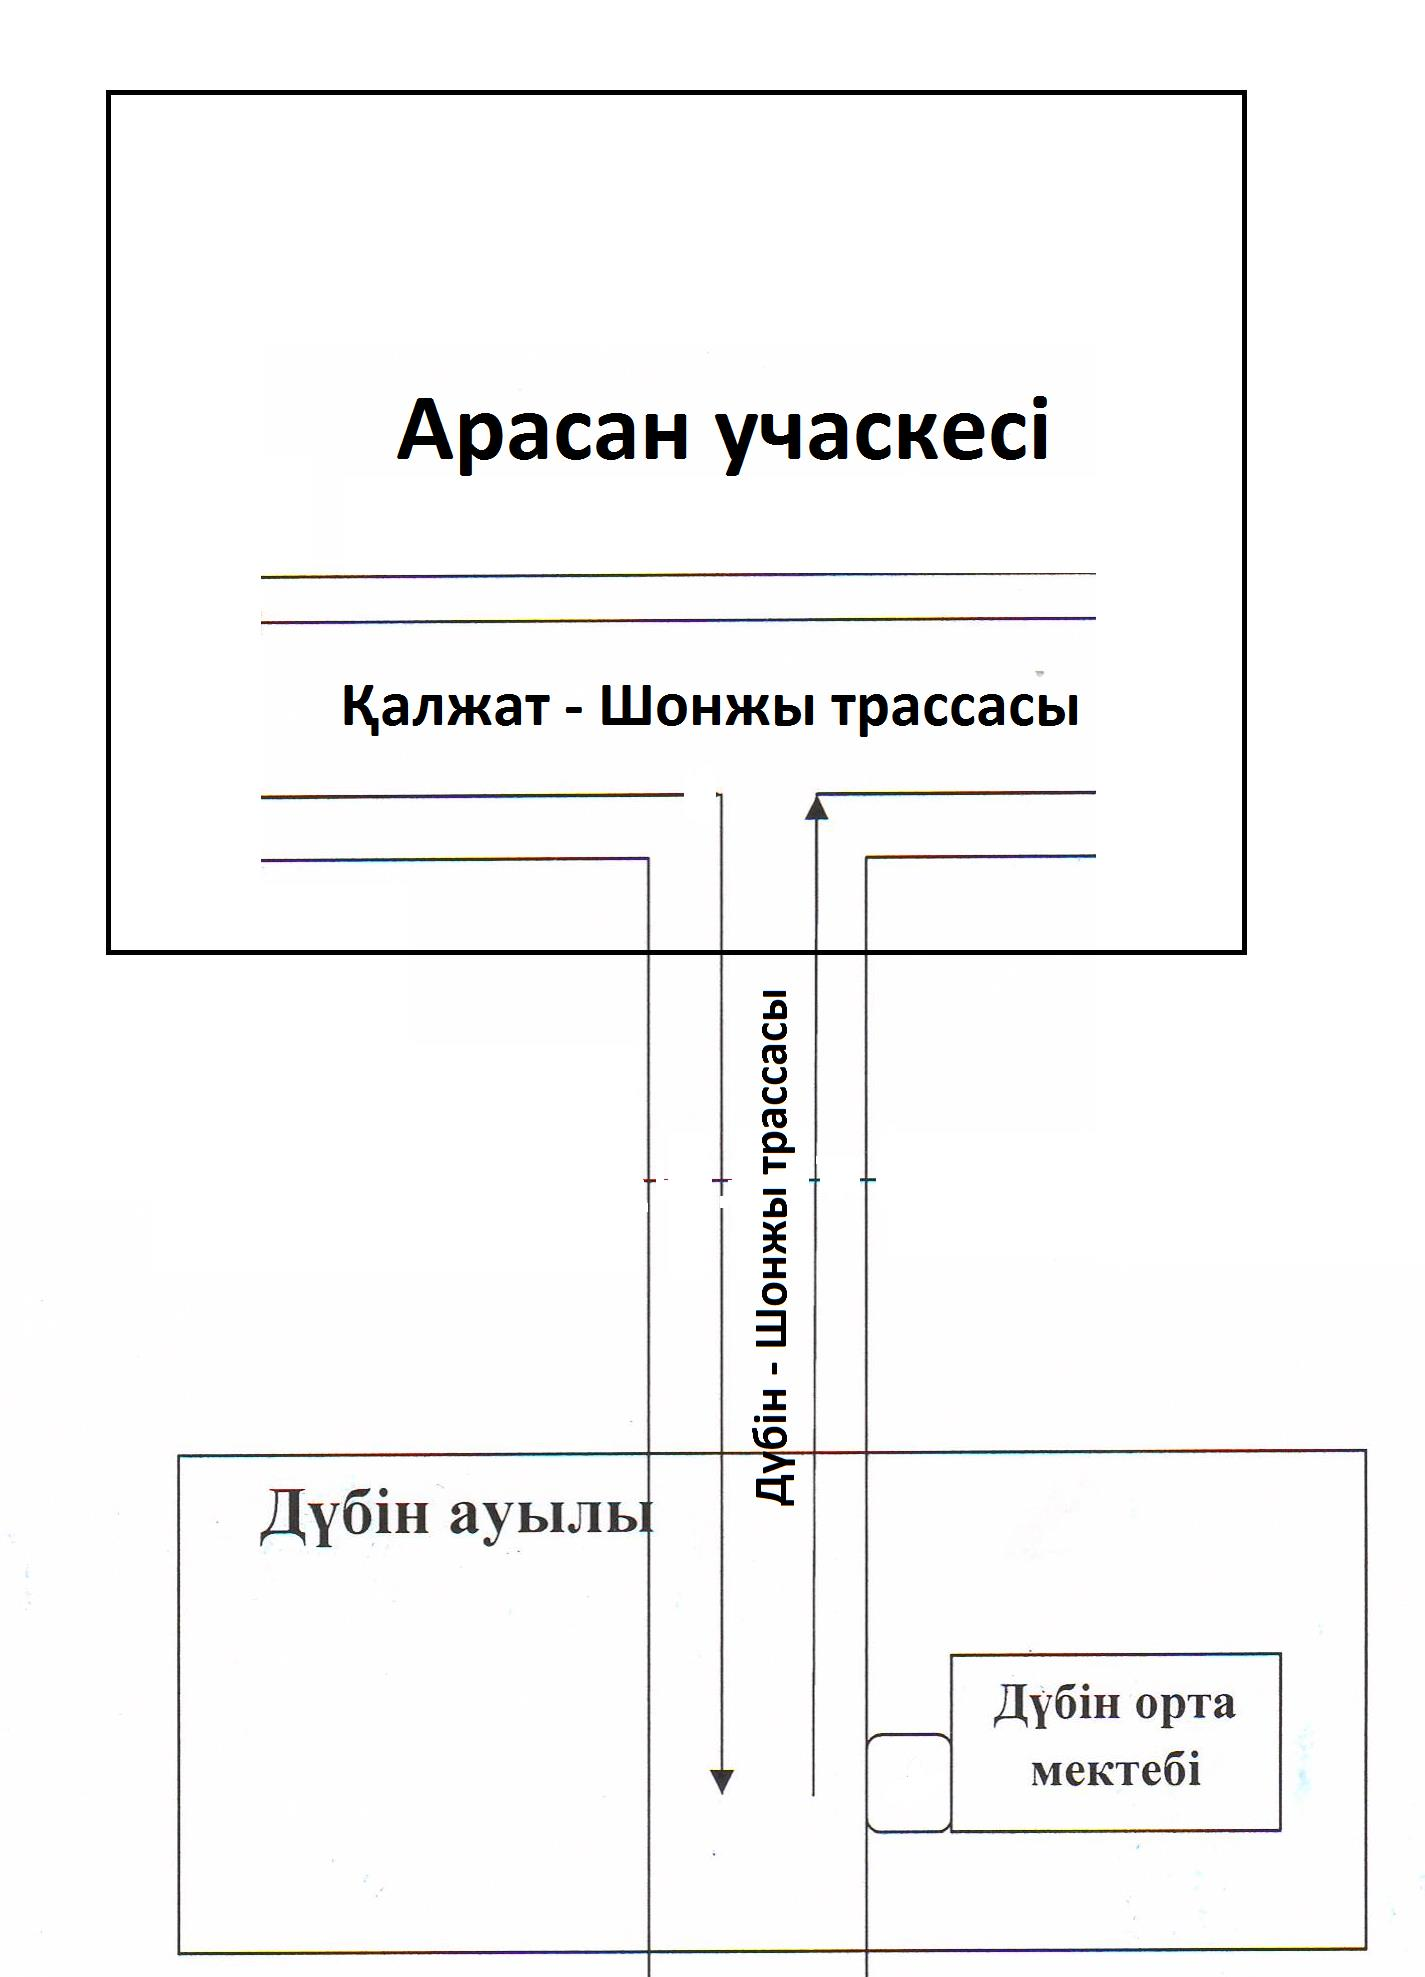 Арасан учаскесі
Қалжат - Шонжы трассасы
Дүбін - Шонжы трассасы
Дүбін ауылы
Дүбін орта
мектебі